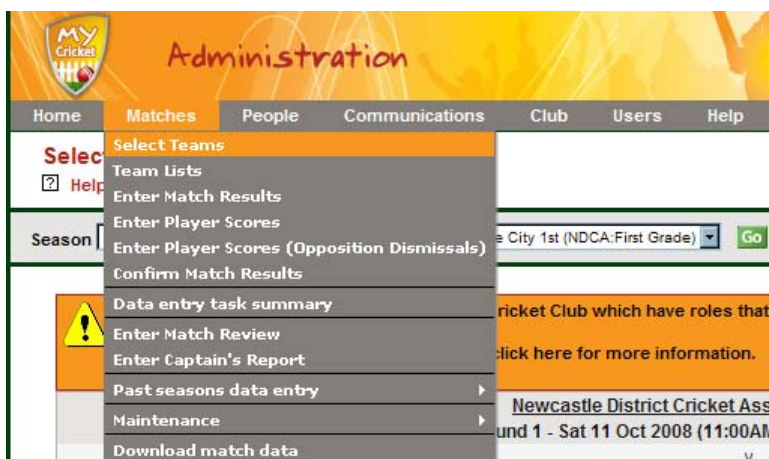 MY
Cricket
Administration
Home Matches People Communications Club Users Help
Select Teams
Selec
Team Lists
? Help
Enter Match Results
Enter Player Scores
Season
e City 1st (NDCA:First Grade) Go
Enter Player Scores (Opposition Dismissals)
Confirm Match Results
Data entry task summary
ricket Club which have roles that
Enter Match Review
Enter Captain's Report
click here for more information.
Past seasons data entry
Newcastle District Cricket Ass
Maintenance
und 1 - Sat 11 Oct 2008 (11:00AM
Download match data
v